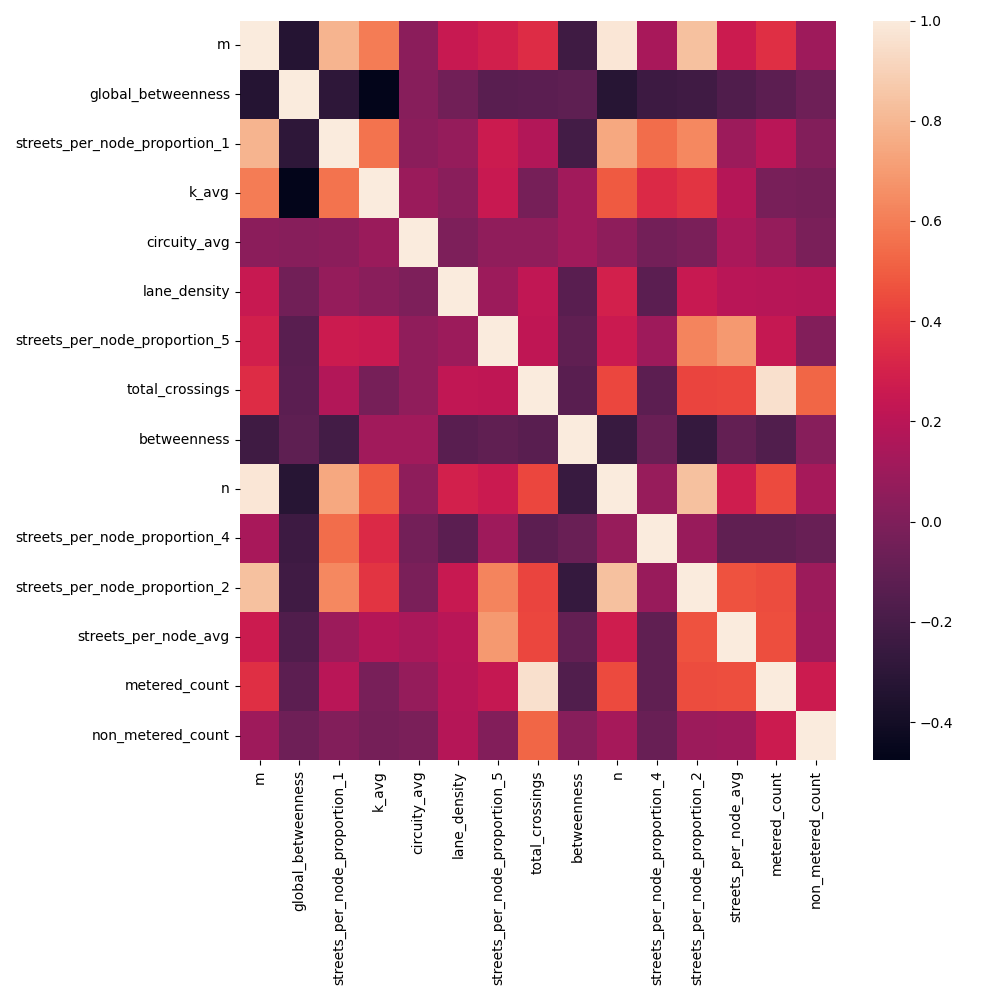 m
global_betweenness
streets_per_node_proportion_1
k_avg
circuity_avg
lane_density
streets_per_node_proportion_5
total_crossings
betweenness
n
streets_per_node_proportion_4
streets_per_node_proportion_2
streets_per_node_avg
metered_count
non_metered_count
m
global_betweenness
streets_per_node_proportion_1
k_avg
circuity_avg
lane_density
streets_per_node_proportion_5
total_crossings
betweenness
n
streets_per_node_proportion_4
streets_per_node_proportion_2
streets_per_node_avg
metered_count
non_metered_count
1.0
0.8
0.6
0.4
0.2
0.0
−0.2
−0.4